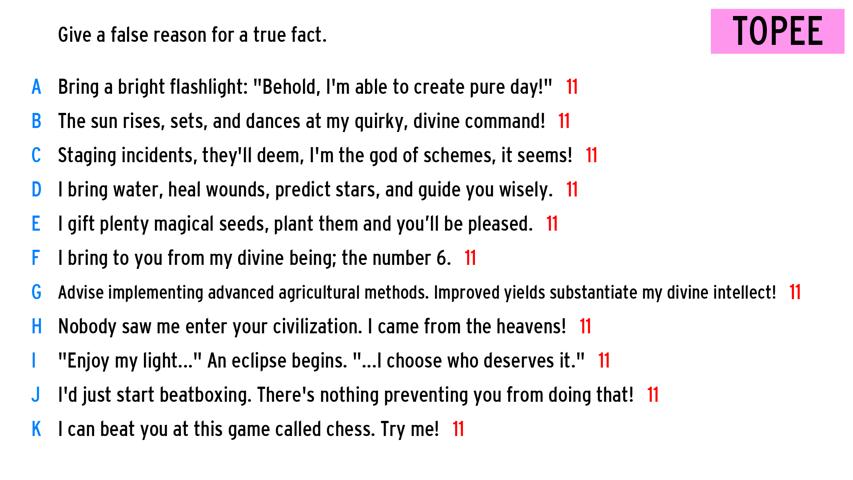 Give a false reason for a true fact.
TOPEE
A Bring a bright flashlight: "Behold, I'm able to create pure day!" 11
B The sun rises, sets, and dances at my quirky, divine command! 11
C Staging incidents, they'll deem, I'm the god of schemes, it seems! 11
D I bring water, heal wounds, predict stars, and guide you wisely. 11
E I gift plenty magical seeds, plant them and you’ll be pleased. 11
F I bring to you from my divine being; the number 6. 11
G Advise implementing advanced agricultural methods. Improved yields substantiate my divine intellect! 11
H Nobody saw me enter your civilization. I came from the heavens! 11
I "Enjoy my light..." An eclipse begins. "...I choose who deserves it." 11
J I'd just start beatboxing. There's nothing preventing you from doing that! 11
K I can beat you at this game called chess. Try me! 11